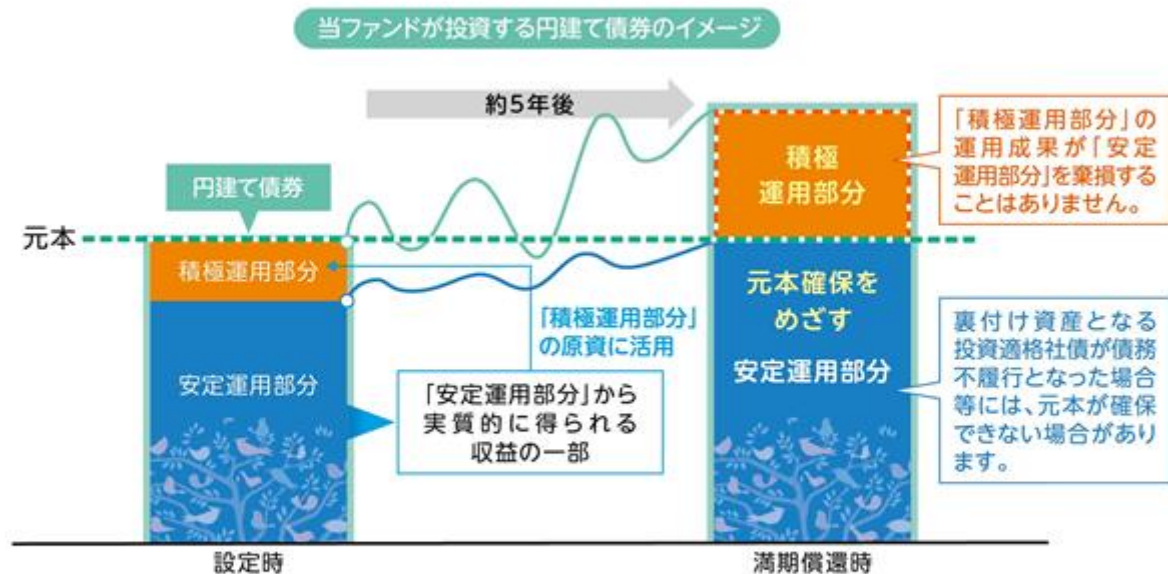 当ファンドが投資する円建て債券のイメージ
約5年後
円建て債券
元本
積極運用部分
安定運用部分
「積極運用部分」
の原資に活用
「安定運用部分」から
実質的に得られる
収益の一部
積極
運用部分
元本確保を
めざす
安定運用部分
「積極運用部分」の
運用成果が「安定
運用部分」を棄損する
ことはありません。
裏付け資産となる
投資適格社債が債務
不履行となった場合
等には、元本が確保
できない場合があり
ます。
設定時
満期償還時